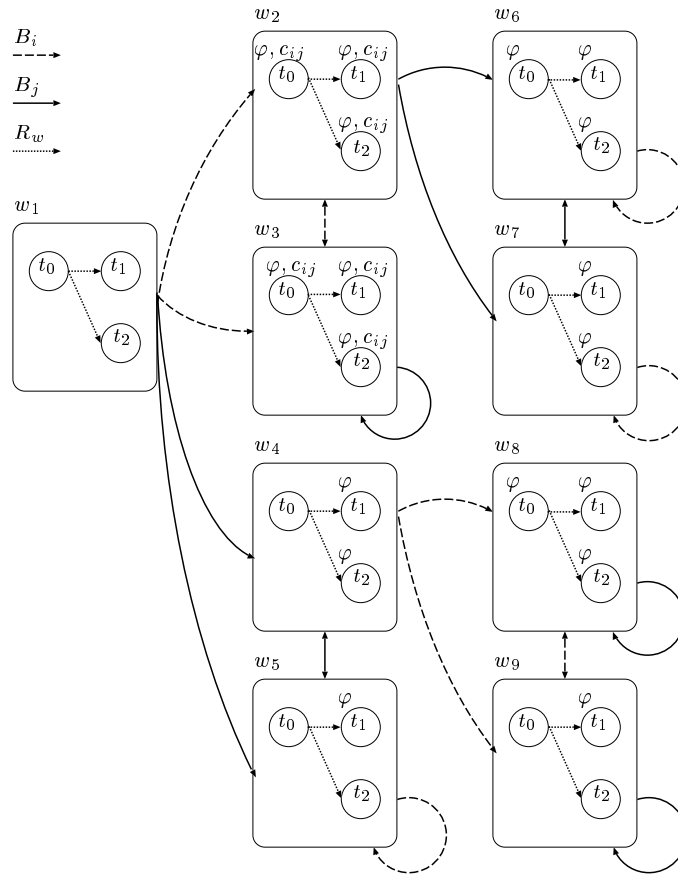 B_i
B_j
R_w
w_1
t_0 t_1
t_2
w_2
φ, c_ij φ, c_ij
t_0 t_1
φ, c_ij
t_2
w_3
φ, c_ij φ, c_ij
t_0 t_1
φ, c_ij
t_2
w_4
φ
t_0 t_1
φ
t_2
w_5
φ
t_0 t_1
t_2
w_6
φ φ
t_0 t_1
φ
t_2
w_7
φ
t_0 t_1
φ
t_2
w_8
φ φ
t_0 t_1
φ
t_2
w_9
φ
t_0 t_1
t_2